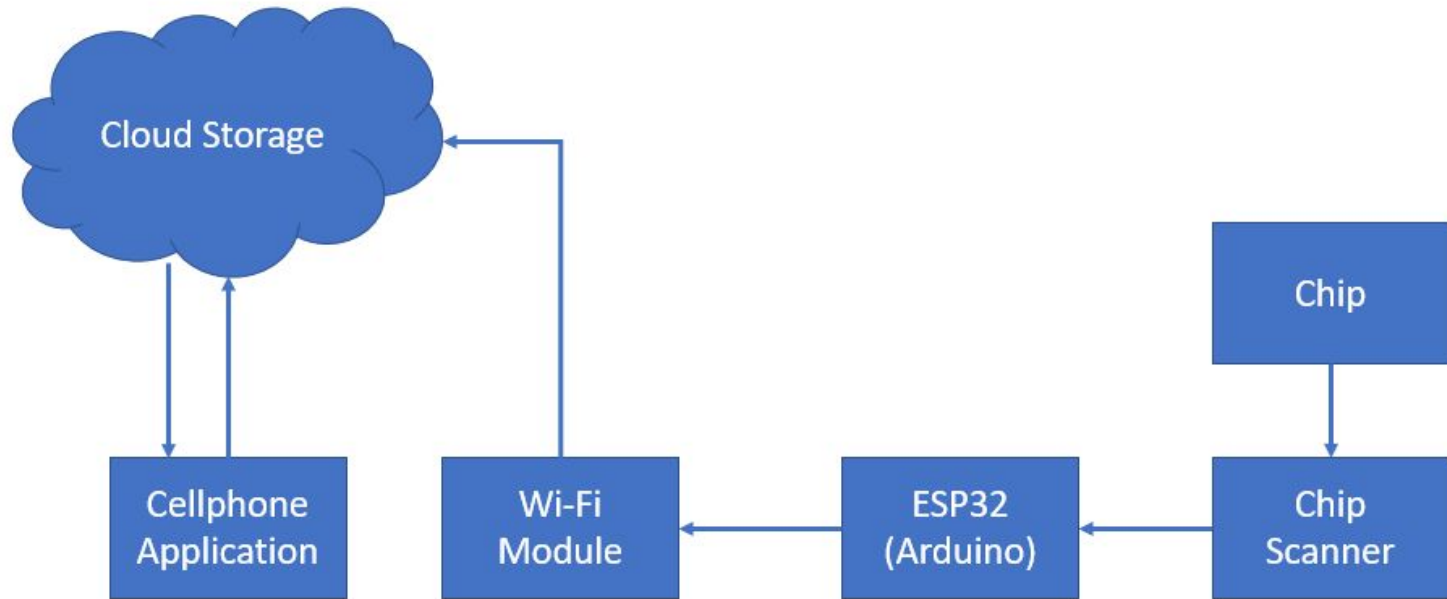 Cloud Storage
Chip
Cellphone
Application
Wi-Fi
Module
ESP32
(Arduino)
Chip
Scanner